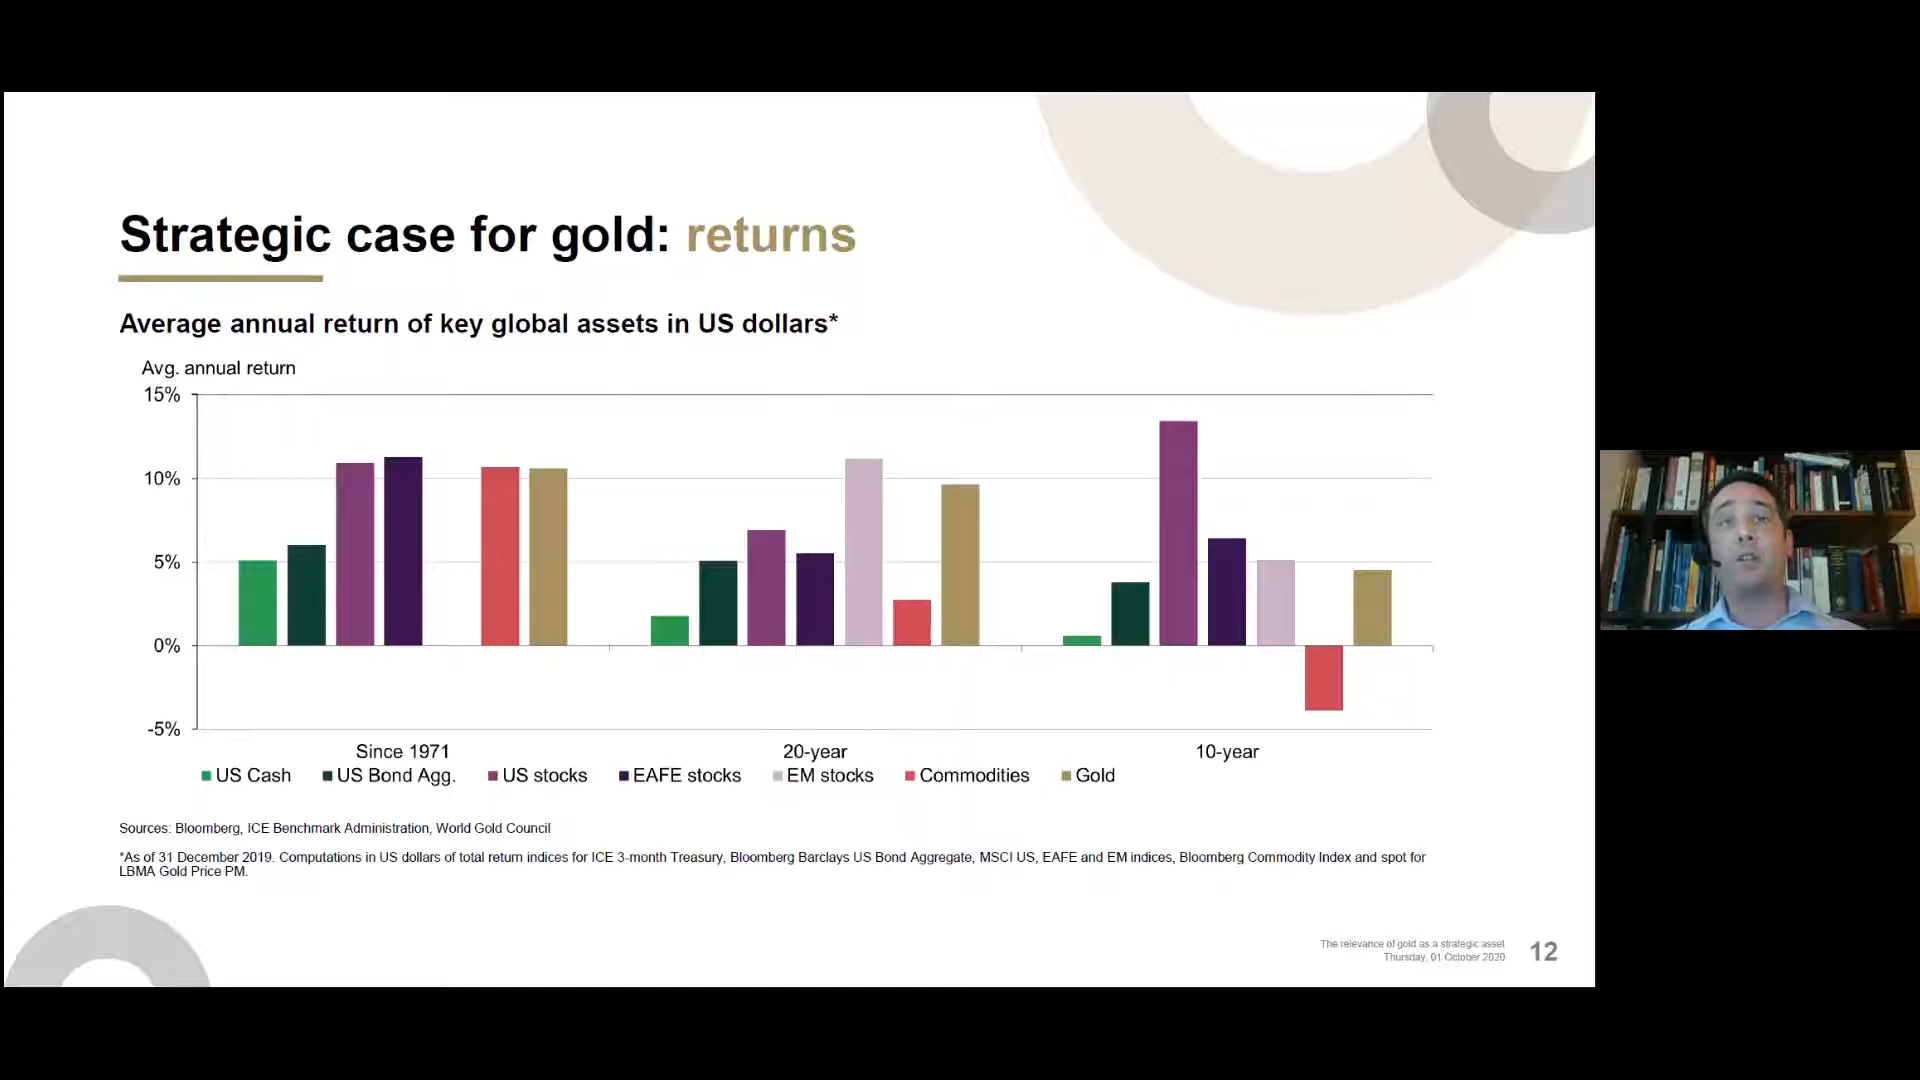 Strategic case for gold: returns
Average annual return of key global assets in US dollars*
Avg. annual return
15%
10%
5%
0%
-5%
Since 1971 20-year 10-year
US Cash US Bond Agg. US stocks EAFE stocks EM stocks Commodities Gold
Sources: Bloomberg, ICE Benchmark Administration, World Gold Council
*As of 31 December 2019. Computations in US dollars of total return indices for ICE 3-month Treasury, Bloomberg Barclays US Bond Aggregate, MSCI US, EAFE and EM indices, Bloomberg Commodity Index and spot for
LBMA Gold Price PM.
The relevance of gold as a strategic asset
Thursday, 01 October 2020
12